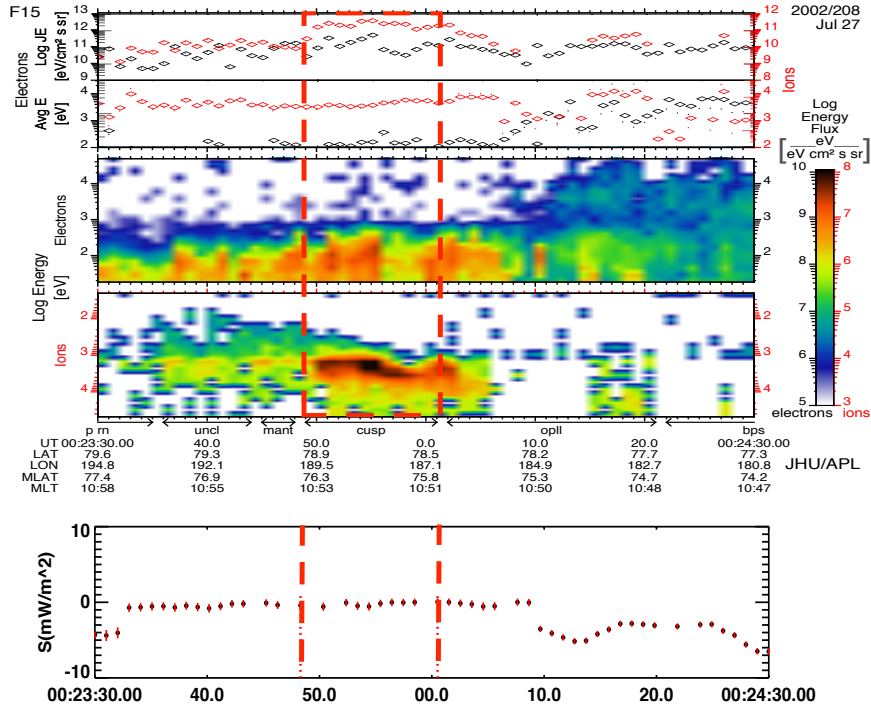 F15
2002/208
Jul 27
Electrons
Log JE
[eV/cm² s sr]
13
12
11
10
9
12
11
10
9
8
Ions
Avg E
[eV]
4
3
2
4
3
2
Log
Energy
Flux
eV
eV cm² s sr
Log Energy
[eV]
Electrons
4
3
2
4
3
2
Ions
2
3
4
2
3
4
10 8
9 7
8 6
7 5
6 4
5 3
electrons ions
p rn uncl mant cusp opll bps
UT 00:23:30.00 40.0 50.0 0.0 10.0 20.0 00:24:30.00
LAT 79.6 79.3 78.9 78.5 78.2 77.7 77.3
LON 194.8 192.1 189.5 187.1 184.9 182.7 180.8
MLAT 77.4 76.9 76.3 75.8 75.3 74.7 74.2
MLT 10:58 10:55 10:53 10:51 10:50 10:48 10:47
JHU/APL
S(mW/m^2)
10
0
-10
00:23:30.00 40.0 50.0 00.0 10.0 20.0 00:24:30.00